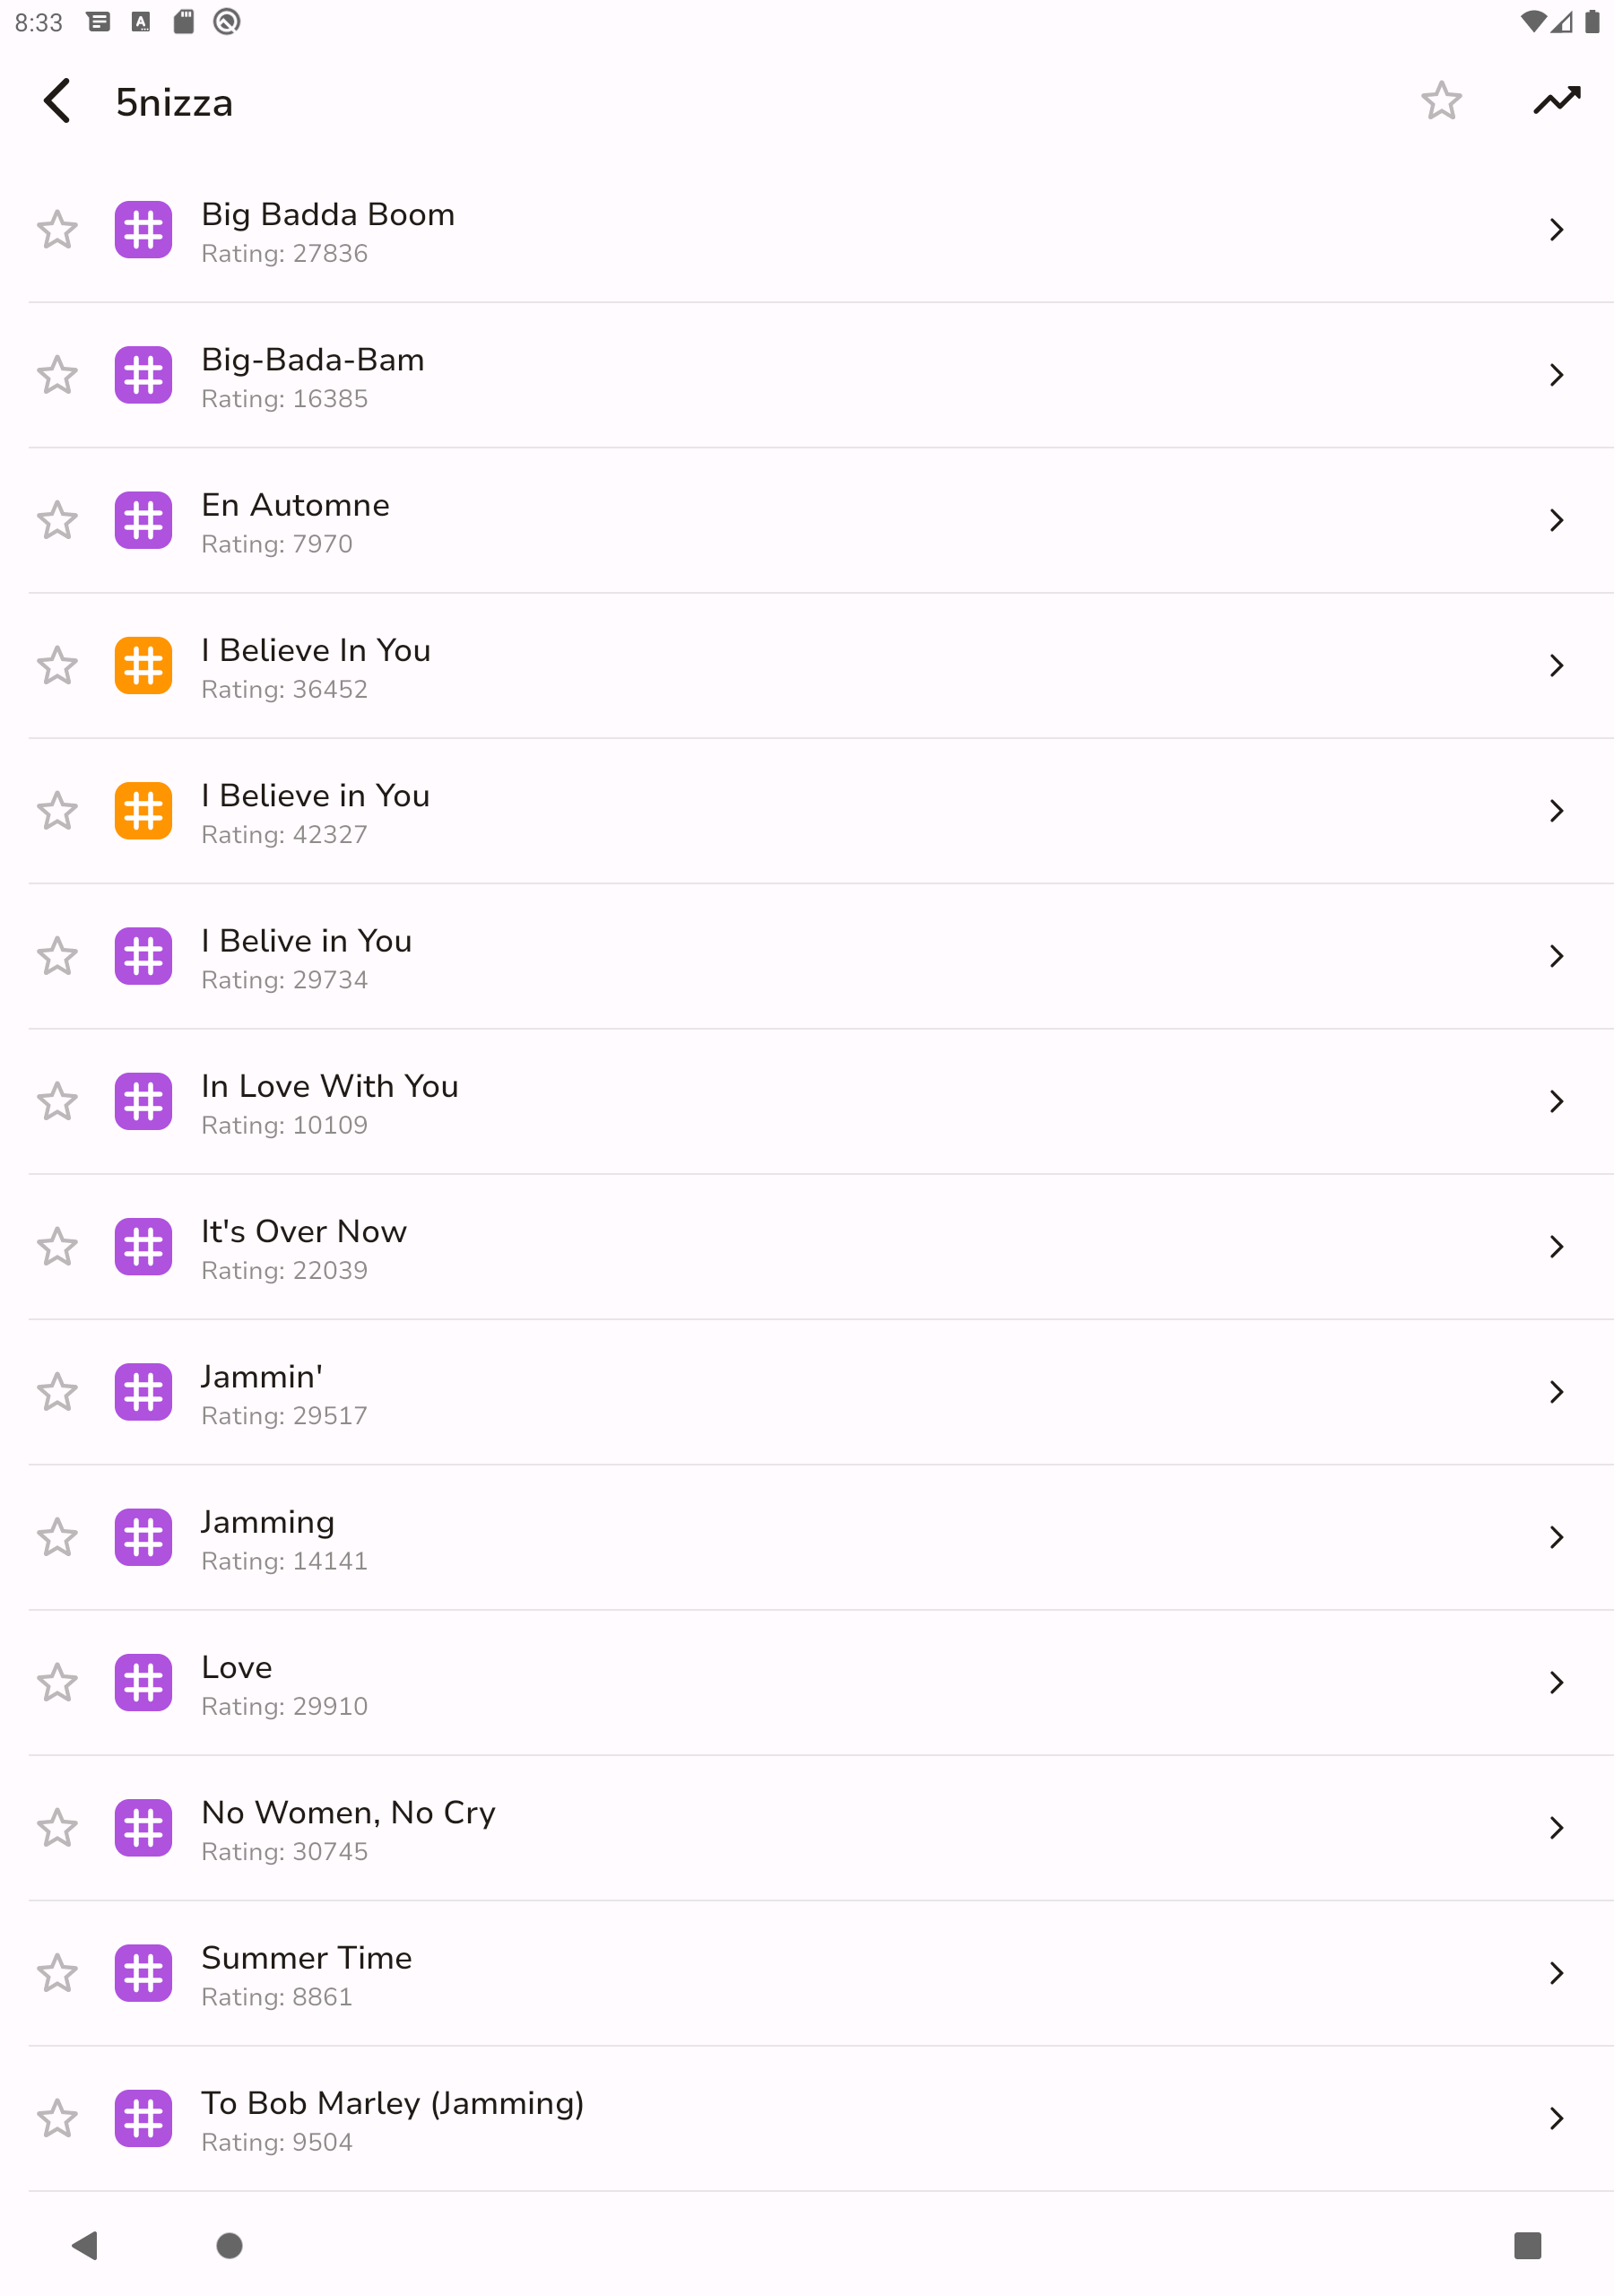 8:33
5nizza
Big Badda Boom
Rating: 27836
Big-Bada-Bam
Rating: 16385
En Automne
Rating: 7970
I Believe In You
Rating: 36452
I Believe in You
Rating: 42327
I Belive in You
Rating: 29734
In Love With You
Rating: 10109
It's Over Now
Rating: 22039
Jammin'
Rating: 29517
Jamming
Rating: 14141
Love
Rating: 29910
No Women, No Cry
Rating: 30745
Summer Time
Rating: 8861
To Bob Marley (Jamming)
Rating: 9504